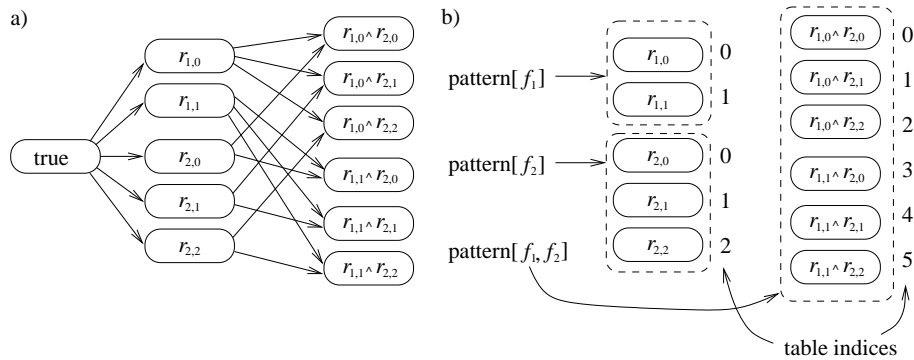 a)
true
r1,0
r1,1
r2,0
r2,1
r2,2
r1,0 ∧ r2,0
r1,0 ∧ r2,1
r1,0 ∧ r2,2
r1,1 ∧ r2,0
r1,1 ∧ r2,1
r1,1 ∧ r2,2
b)
pattern[ f1 ]
r1,0 0
r1,1 1
pattern[ f2 ]
r2,0 0
r2,1 1
r2,2 2
pattern[ f1, f2 ]
r1,0 ∧ r2,0 0
r1,0 ∧ r2,1 1
r1,0 ∧ r2,2 2
r1,1 ∧ r2,0 3
r1,1 ∧ r2,1 4
r1,1 ∧ r2,2 5
table indices